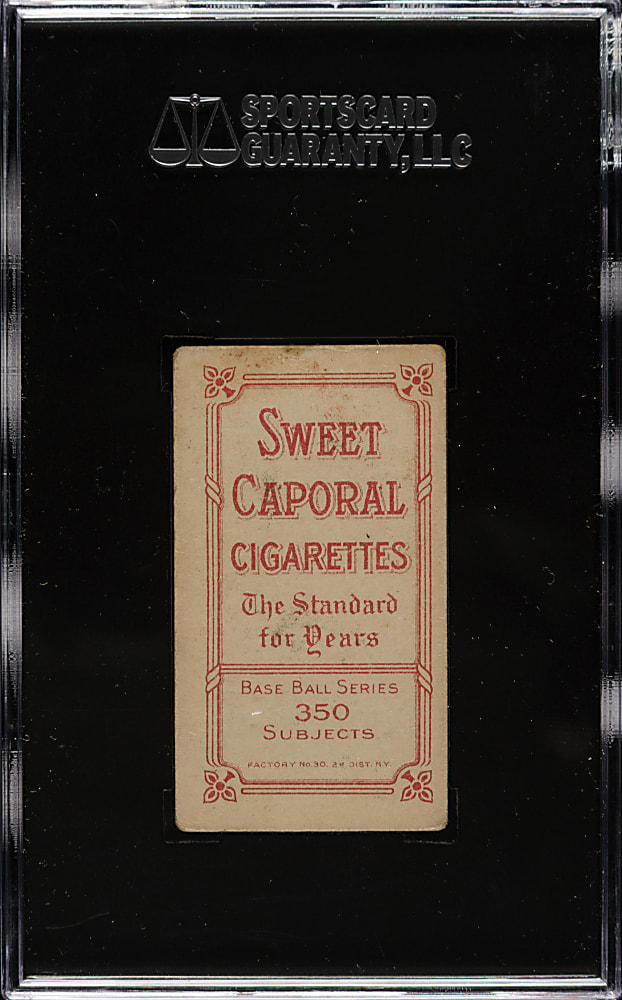 SPORTSCARD
GUARANTY, LLC
SWEET
CAPORAL
CIGARETTES
The Standard
for Years
BASE BALL SERIES
350
SUBJECTS
FACTORY No. 30. 2d DIST. N.Y.